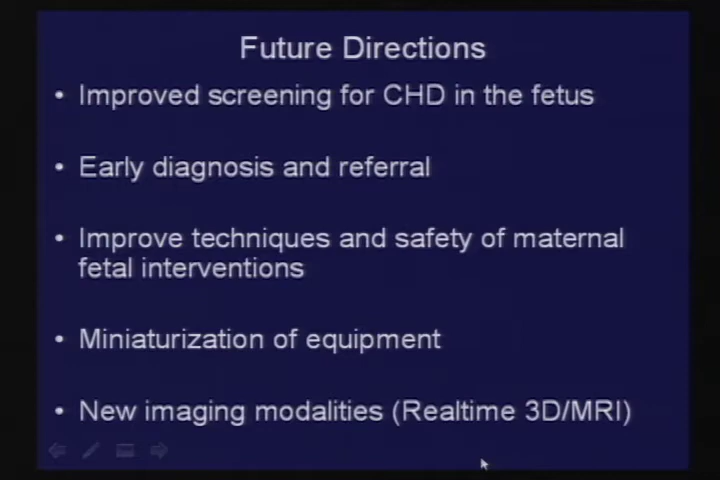 Future Directions
• Improved screening for CHD in the fetus
• Early diagnosis and referral
• Improve techniques and safety of maternal
fetal interventions
• Miniaturization of equipment
• New imaging modalities (Realtime 3D/MRI)